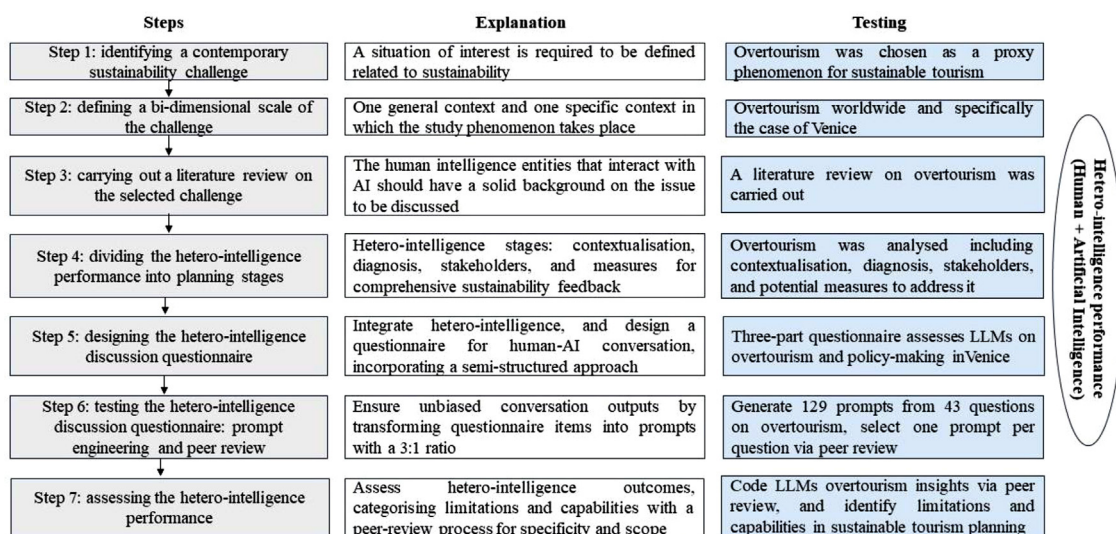 Steps
Explanation
Testing
Step 1: identifying a contemporary
sustainability challenge
A situation of interest is required to be defined
related to sustainability
Overtourism was chosen as a proxy
phenomenon for sustainable tourism
Step 2: defining a bi-dimensional scale of
the challenge
One general context and one specific context in
which the study phenomenon takes place
Overtourism worldwide and specifically
the case of Venice
Step 3: carrying out a literature review on
the selected challenge
The human intelligence entities that interact with
AI should have a solid background on the issue
to be discussed
A literature review on overtourism was
carried out
Step 4: dividing the hetero-intelligence
performance into planning stages
Hetero-intelligence stages: contextualisation,
diagnosis, stakeholders, and measures for
comprehensive sustainability feedback
Overtourism was analysed including
contextualisation, diagnosis, stakeholders,
and potential measures to address it
Step 5: designing the hetero-intelligence
discussion questionnaire
Integrate hetero-intelligence, and design a
questionnaire for human-AI conversation,
incorporating a semi-structured approach
Three-part questionnaire assesses LLMs on
overtourism and policy-making inVenice
Step 6: testing the hetero-intelligence
discussion questionnaire: prompt
engineering and peer review
Ensure unbiased conversation outputs by
transforming questionnaire items into prompts
with a 3:1 ratio
Generate 129 prompts from 43 questions
on overtourism, select one prompt per
question via peer review
Step 7: assessing the hetero-intelligence
performance
Assess hetero-intelligence outcomes,
categorising limitations and capabilities with a
peer-review process for specificity and scope
Code LLMs overtourism insights via peer
review, and identify limitations and
capabilities in sustainable tourism planning
Hetero-intelligence performance
(Human + Artificial Intelligence)